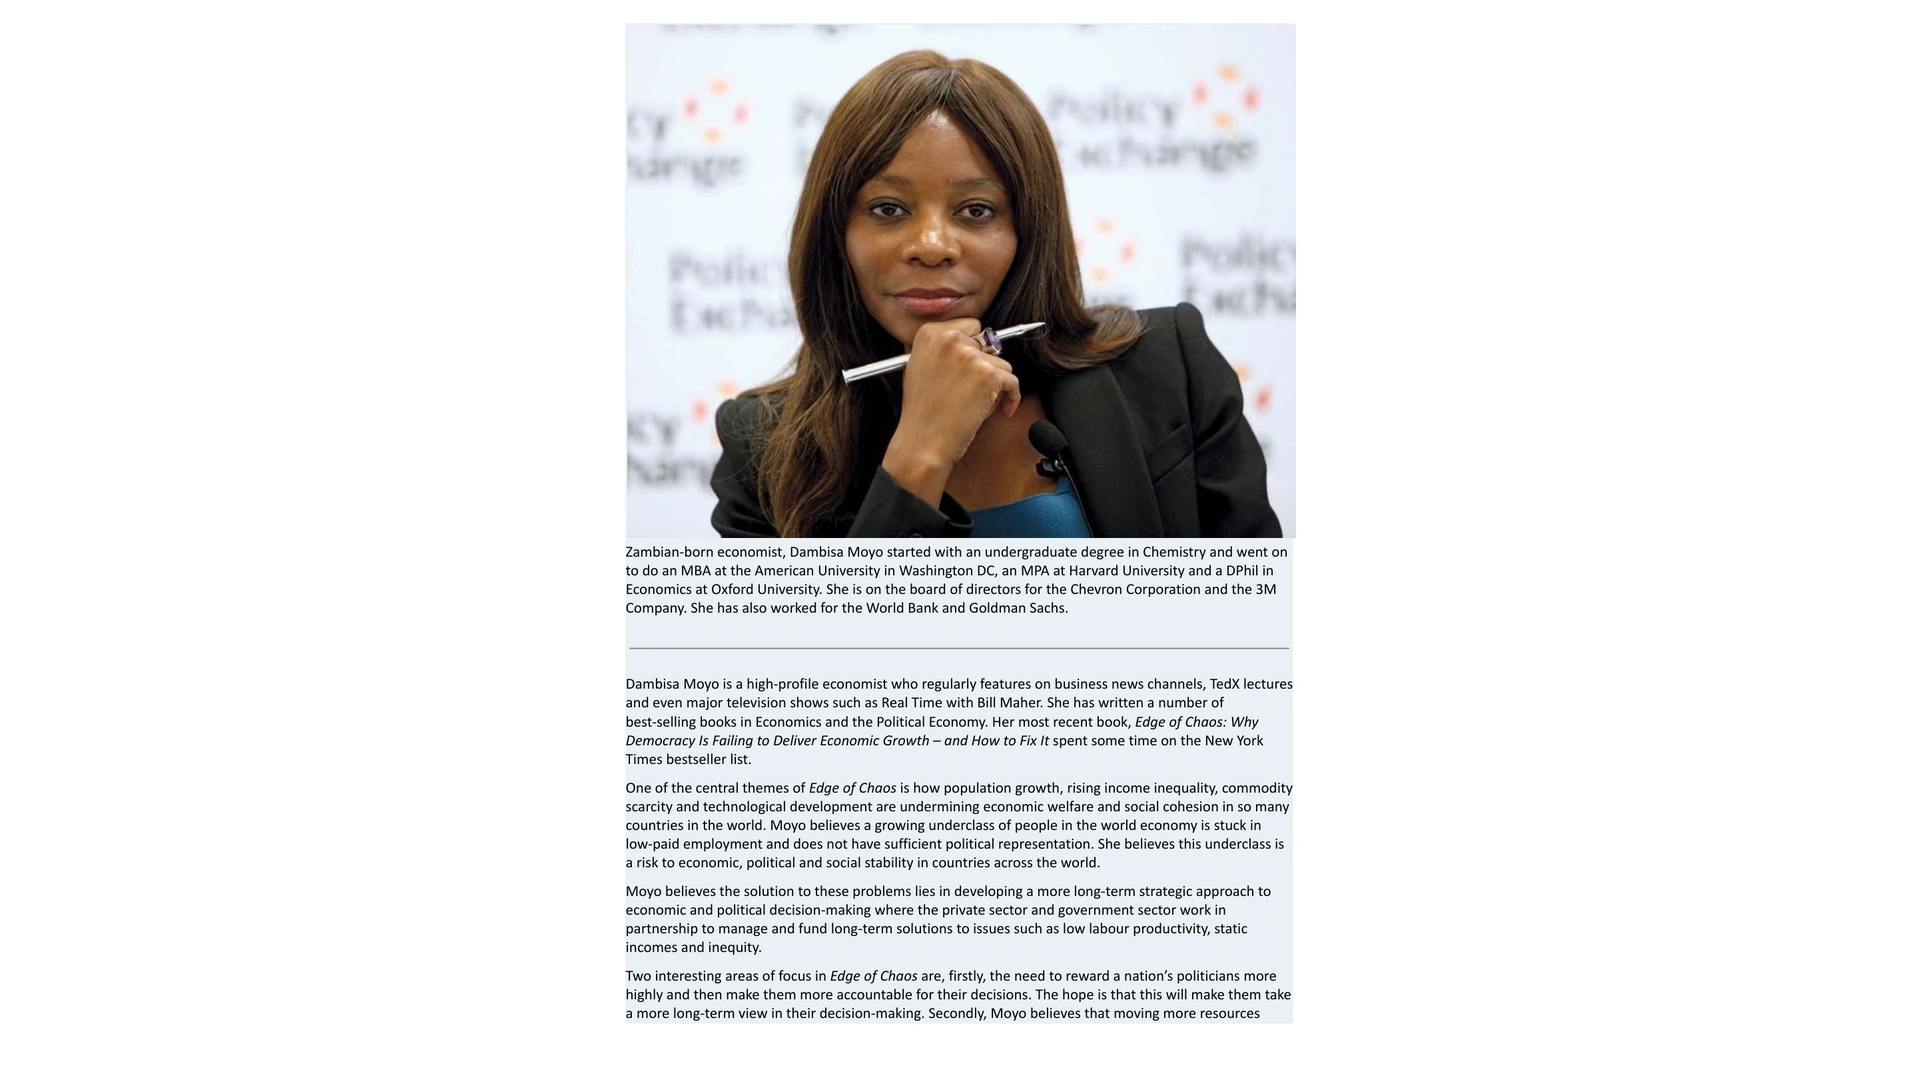 Policy
Exchange
Zambian-born economist, Dambisa Moyo started with an undergraduate degree in Chemistry and went on
to do an MBA at the American University in Washington DC, an MPA at Harvard University and a DPhil in
Economics at Oxford University. She is on the board of directors for the Chevron Corporation and the 3M
Company. She has also worked for the World Bank and Goldman Sachs.
Dambisa Moyo is a high-profile economist who regularly features on business news channels, TedX lectures
and even major television shows such as Real Time with Bill Maher. She has written a number of
best-selling books in Economics and the Political Economy. Her most recent book, Edge of Chaos: Why
Democracy Is Failing to Deliver Economic Growth – and How to Fix It spent some time on the New York
Times bestseller list.
One of the central themes of Edge of Chaos is how population growth, rising income inequality, commodity
scarcity and technological development are undermining economic welfare and social cohesion in so many
countries in the world. Moyo believes a growing underclass of people in the world economy is stuck in
low-paid employment and does not have sufficient political representation. She believes this underclass is
a risk to economic, political and social stability in countries across the world.
Moyo believes the solution to these problems lies in developing a more long-term strategic approach to
economic and political decision-making where the private sector and government sector work in
partnership to manage and fund long-term solutions to issues such as low labour productivity, static
incomes and inequity.
Two interesting areas of focus in Edge of Chaos are, firstly, the need to reward a nation's politicians more
highly and then make them more accountable for their decisions. The hope is that this will make them take
a more long-term view in their decision-making. Secondly, Moyo believes that moving more resources